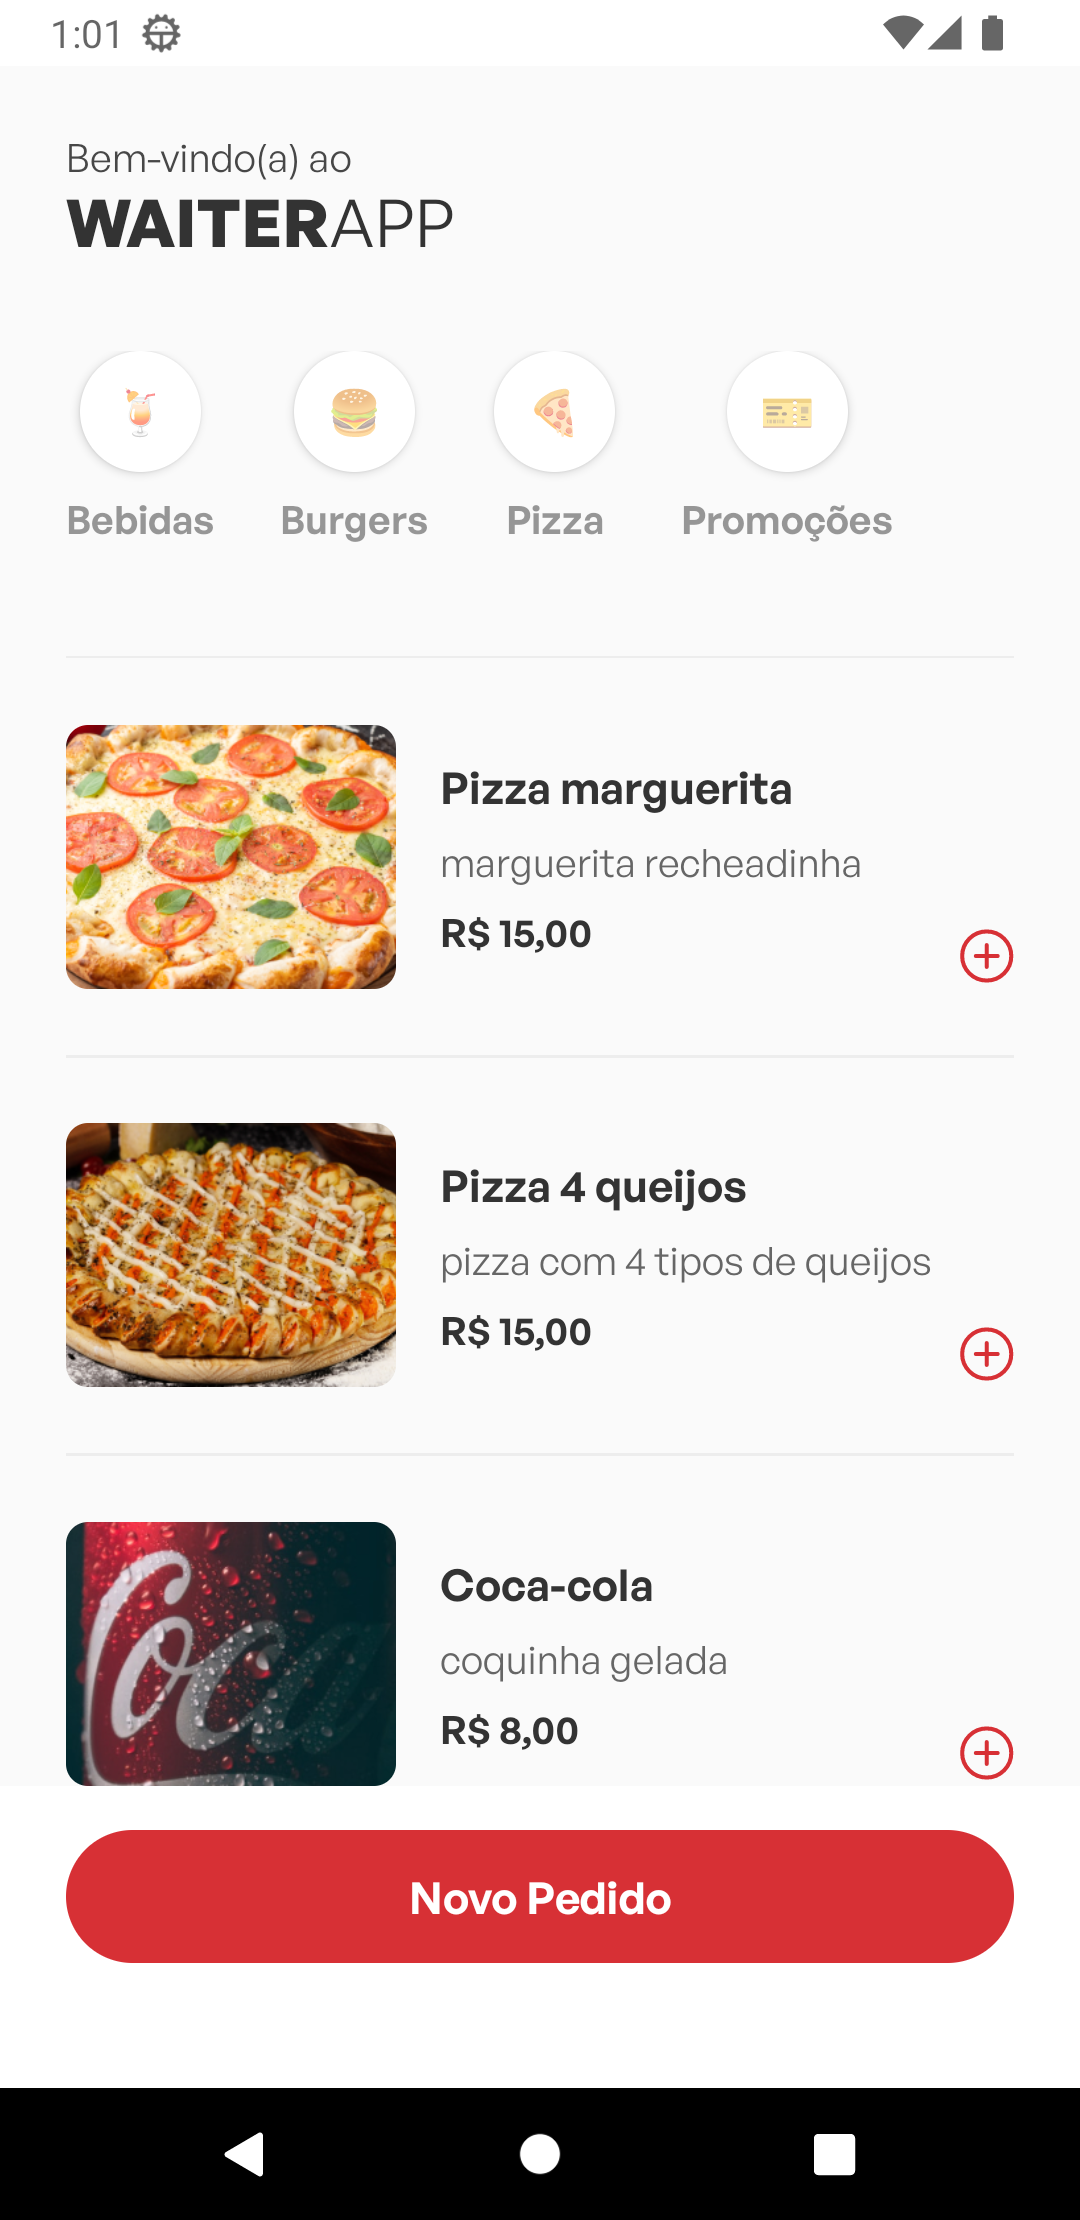 1:01
Bem-vindo(a) ao
WAITERAPP
Bebidas Burgers Pizza Promoções
Pizza marguerita
marguerita recheadinha
R$ 15,00
Pizza 4 queijos
pizza com 4 tipos de queijos
R$ 15,00
Coca
Coca-cola
coquinha gelada
R$ 8,00
Novo Pedido